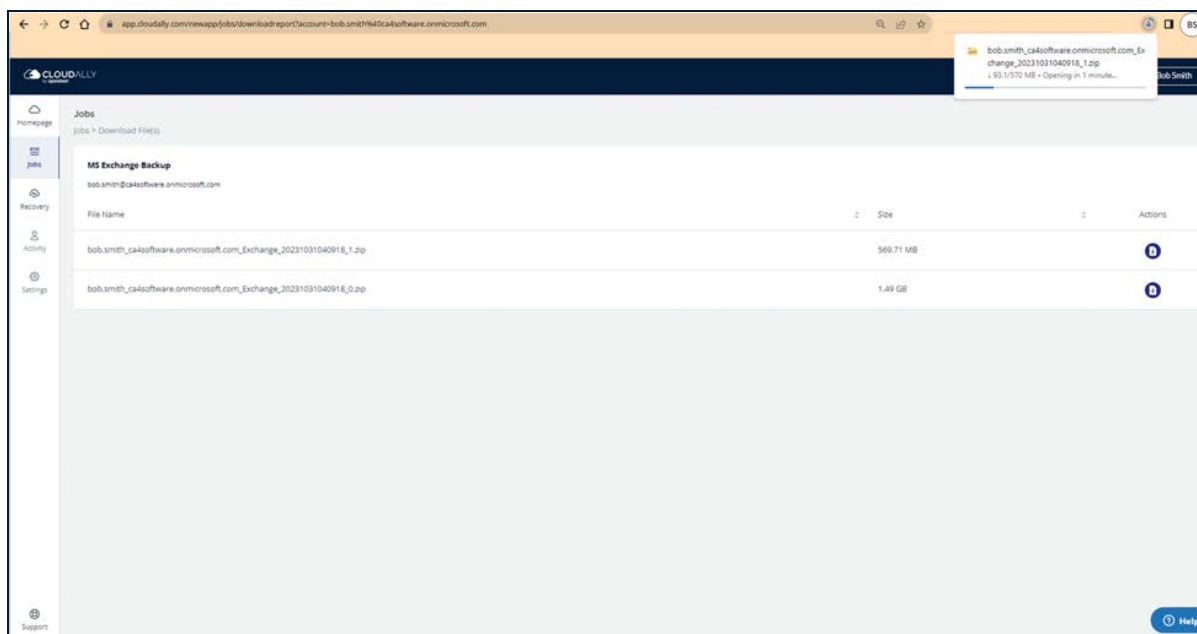 app.cloudally.com/newapp/jobs/downloadreport?account=bob.smith%40ca4software.onmicrosoft.com
BS
bob.smith_ca4software.onmicrosoft.com_Ex
change_20231031040918_1.zip
↓ 93.1/570 MB • Opening in 1 minute...
CLOUDALLY
by opentext
Bob Smith
Homepage
Jobs
Recovery
Activity
Settings
Support
Jobs
Jobs > Download File(s)
MS Exchange Backup
bob.smith@ca4software.onmicrosoft.com
File Name
Size
Actions
bob.smith_ca4software.onmicrosoft.com_Exchange_20231031040918_1.zip
569.71 MB
bob.smith_ca4software.onmicrosoft.com_Exchange_20231031040918_0.zip
1.49 GB
Help